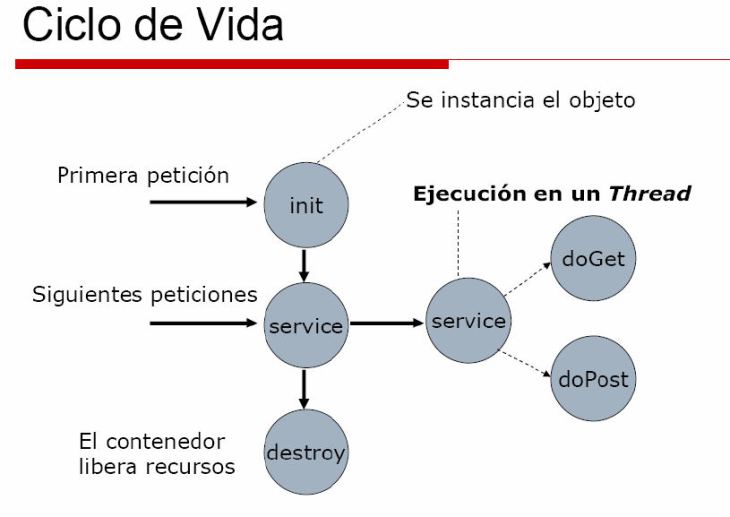 Ciclo de Vida
Se instancia el objeto
Primera petición
init
Ejecución en un Thread
doGet
Siguientes peticiones
service
service
doPost
El contenedor
libera recursos
destroy